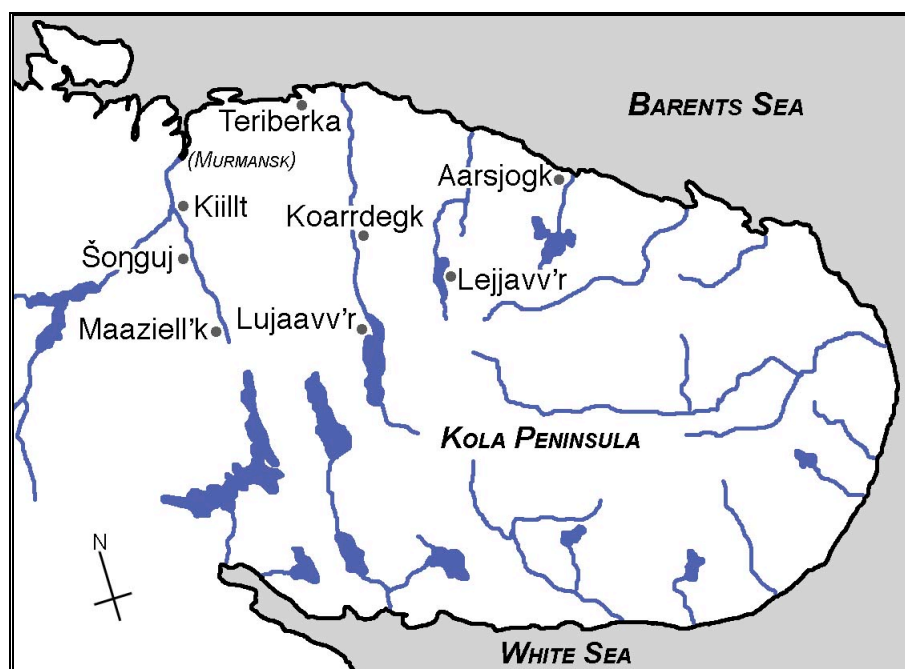 BARENTS SEA
Teriberka
(MURMANSK)
Aarsjogk
Kiillt
Koarrdegk
Šoŋguj
Lejjavv'r
Maaziell'k
Lujaavv'r
KOLA PENINSULA
N
WHITE SEA